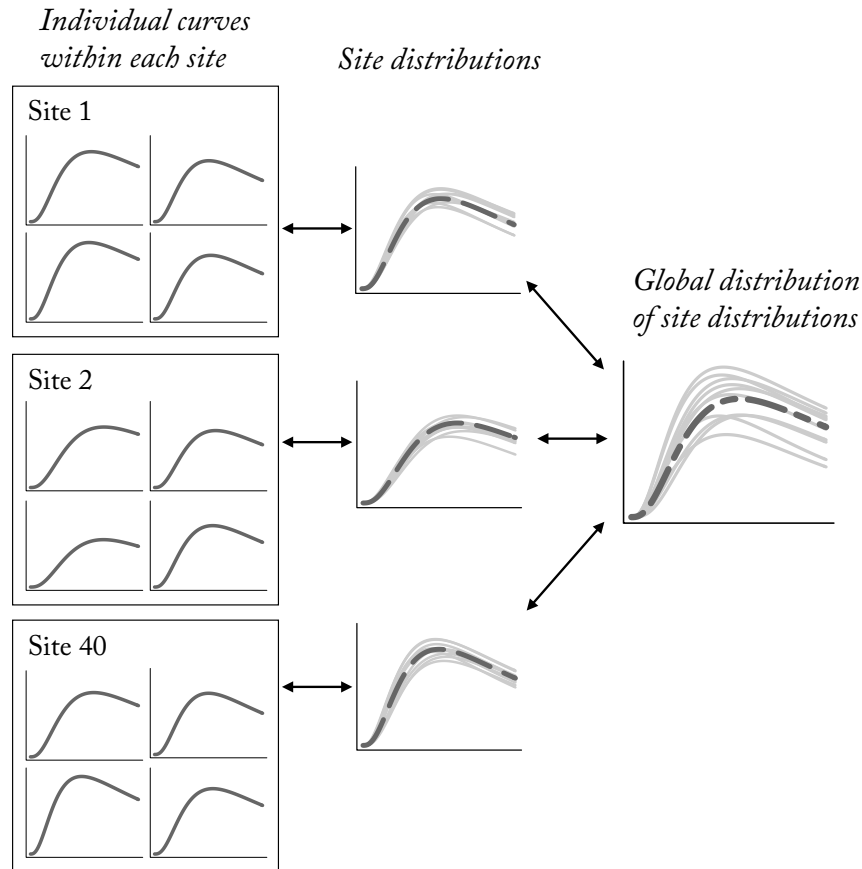 Individual curves
within each site
Site distributions
Site 1
Global distribution
of site distributions
Site 2
Site 40